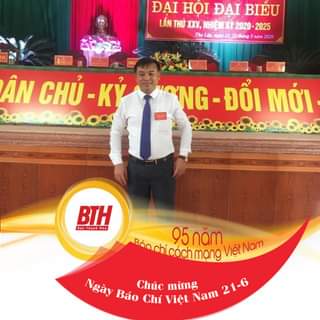 ĐẠI HỘI ĐẠI BIỂU
LẦN THỨ XXV, NHIỆM KỲ 2020 - 2025
DÂN CHỦ - KỶ CƯƠNG - ĐỔI MỚI -
BTH
95 năm
Báo chí cách mạng Việt Nam
Chúc mừng
Ngày Báo Chí Việt Nam 21-6